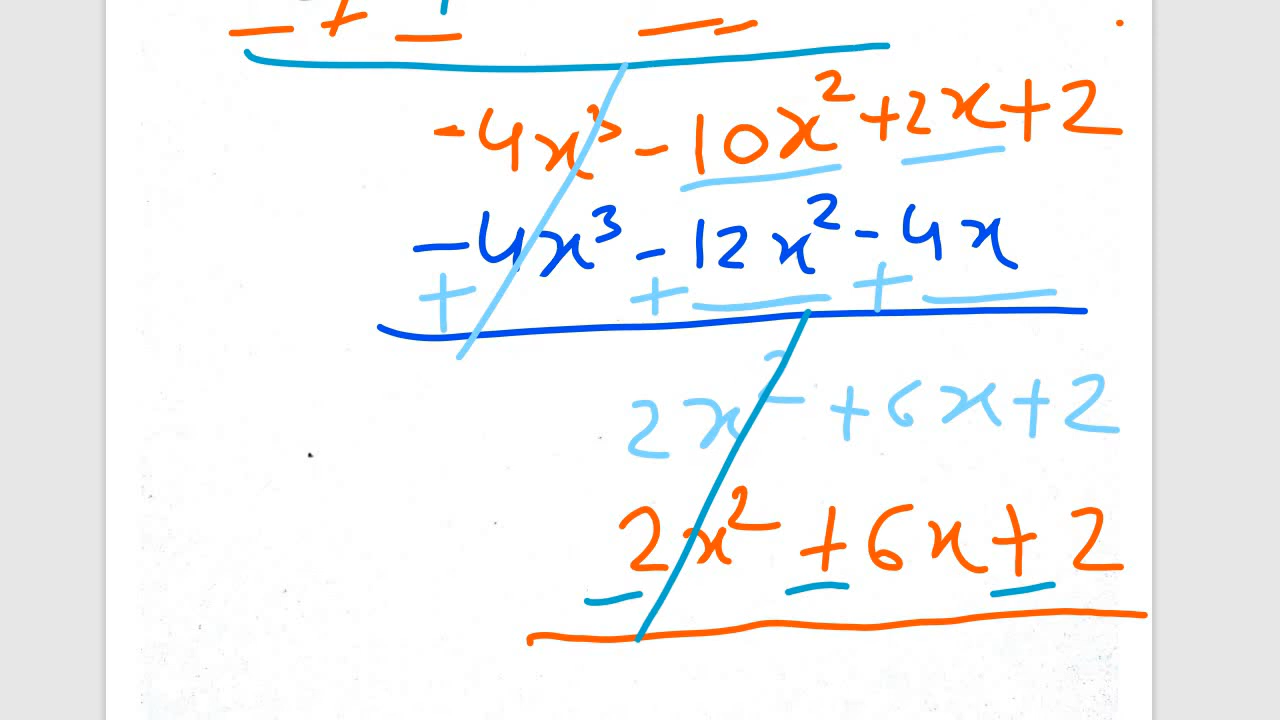 - + -
-4x³ - 10x² + 2x + 2
-4x³ - 12x² - 4x
+ + +
2x² + 6x + 2
2x² + 6x + 2
- - -